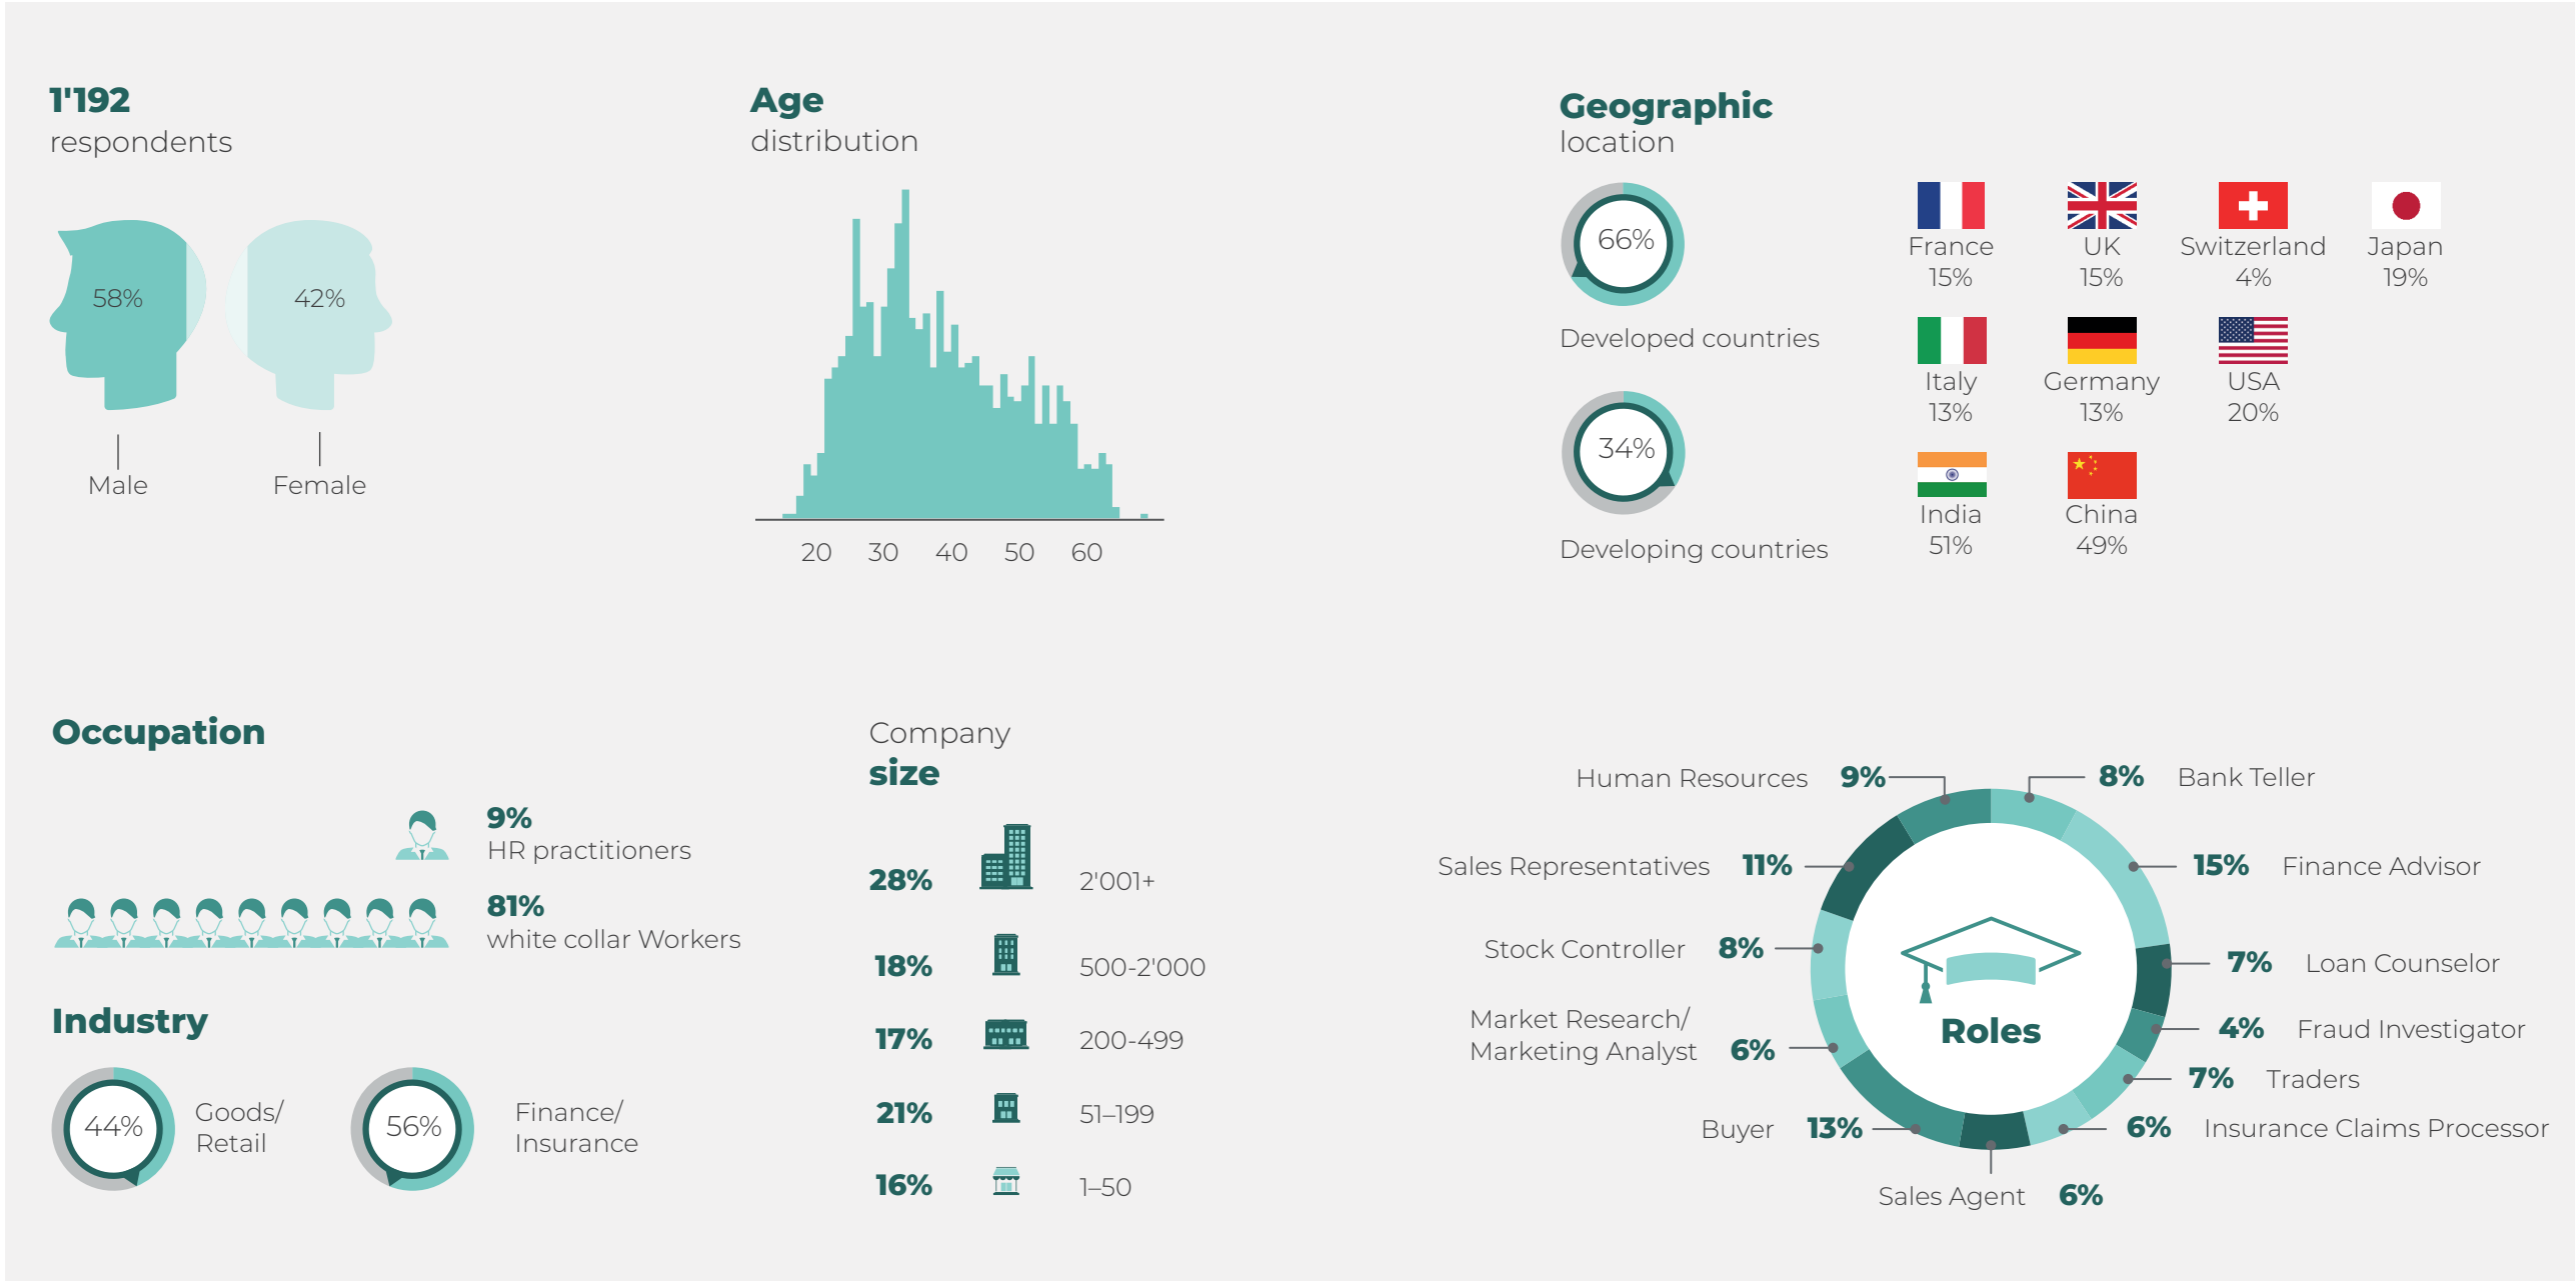 1'192
respondents
58%
42%
Male
Female
Age
distribution
20 30 40 50 60
Geographic
location
66%
Developed countries
France
15%
UK
15%
Switzerland
4%
Japan
19%
Italy
13%
Germany
13%
USA
20%
34%
Developing countries
India
51%
China
49%
Occupation
9%
HR practitioners
81%
white collar Workers
Industry
44%
Goods/
Retail
56%
Finance/
Insurance
Company
size
28% 2'001+
18% 500-2'000
17% 200-499
21% 51–199
16% 1–50
Roles
8% Bank Teller
15% Finance Advisor
7% Loan Counselor
4% Fraud Investigator
7% Traders
6% Insurance Claims Processor
Sales Agent 6%
Buyer 13%
Market Research/
Marketing Analyst 6%
Stock Controller 8%
Sales Representatives 11%
Human Resources 9%